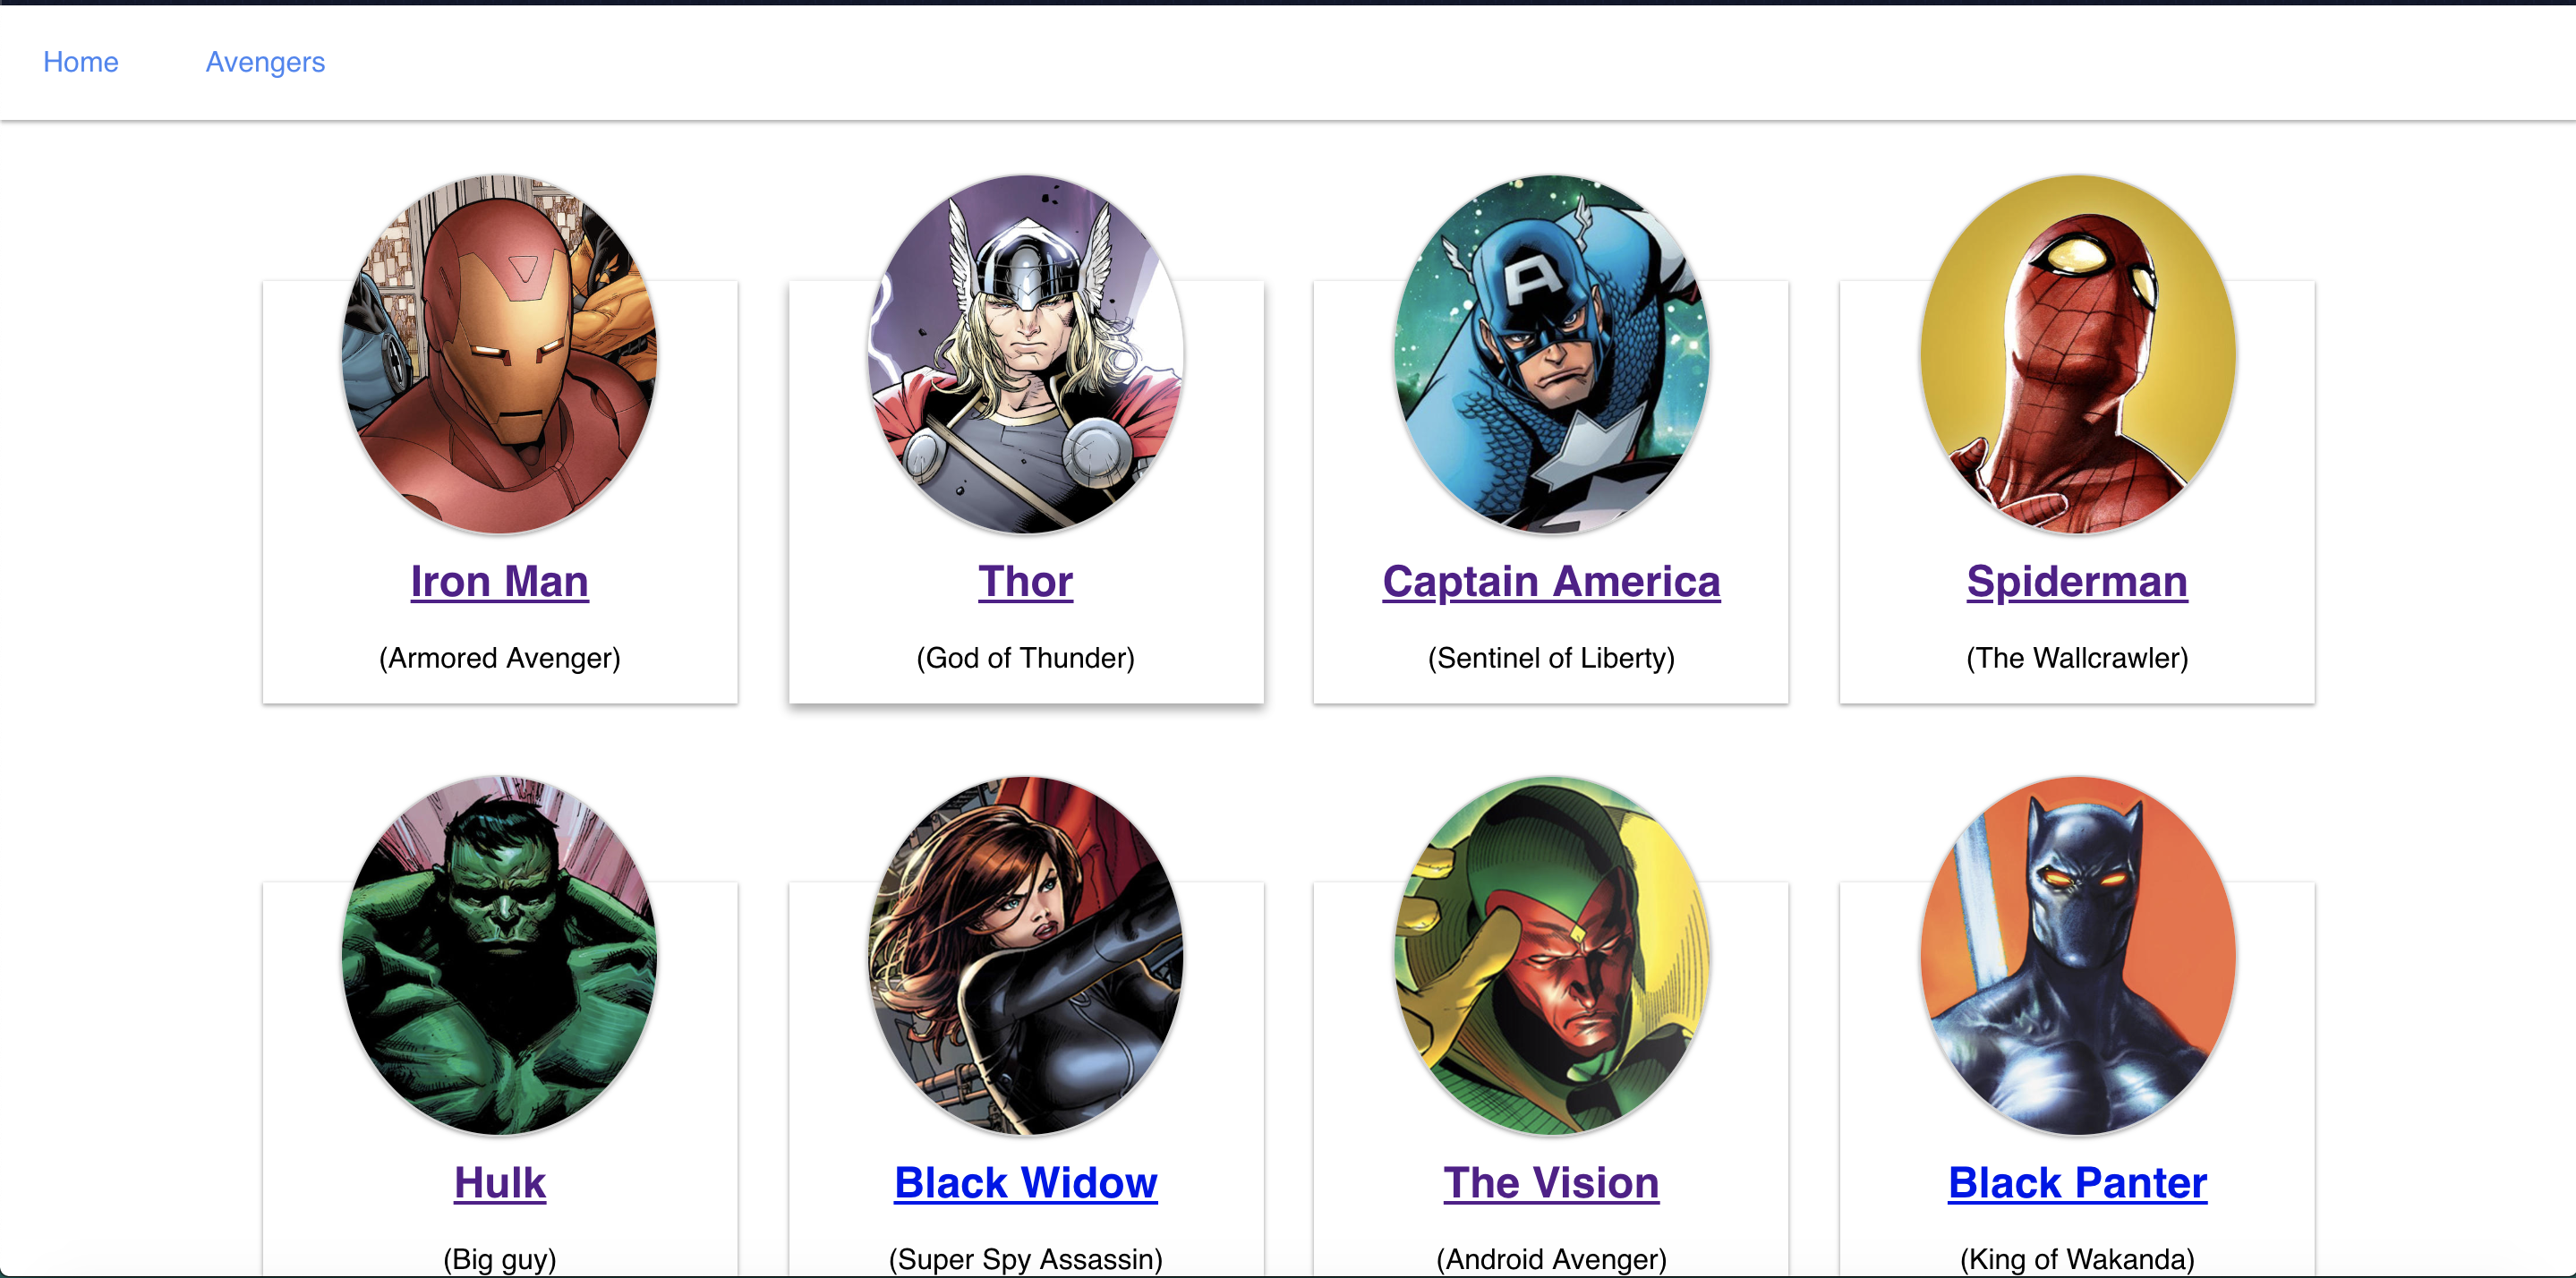 Home Avengers
A
Iron Man Thor Captain America Spiderman
(Armored Avenger) (God of Thunder) (Sentinel of Liberty) (The Wallcrawler)
Hulk Black Widow The Vision Black Panter
(Big guy) (Super Spy Assassin) (Android Avenger) (King of Wakanda)